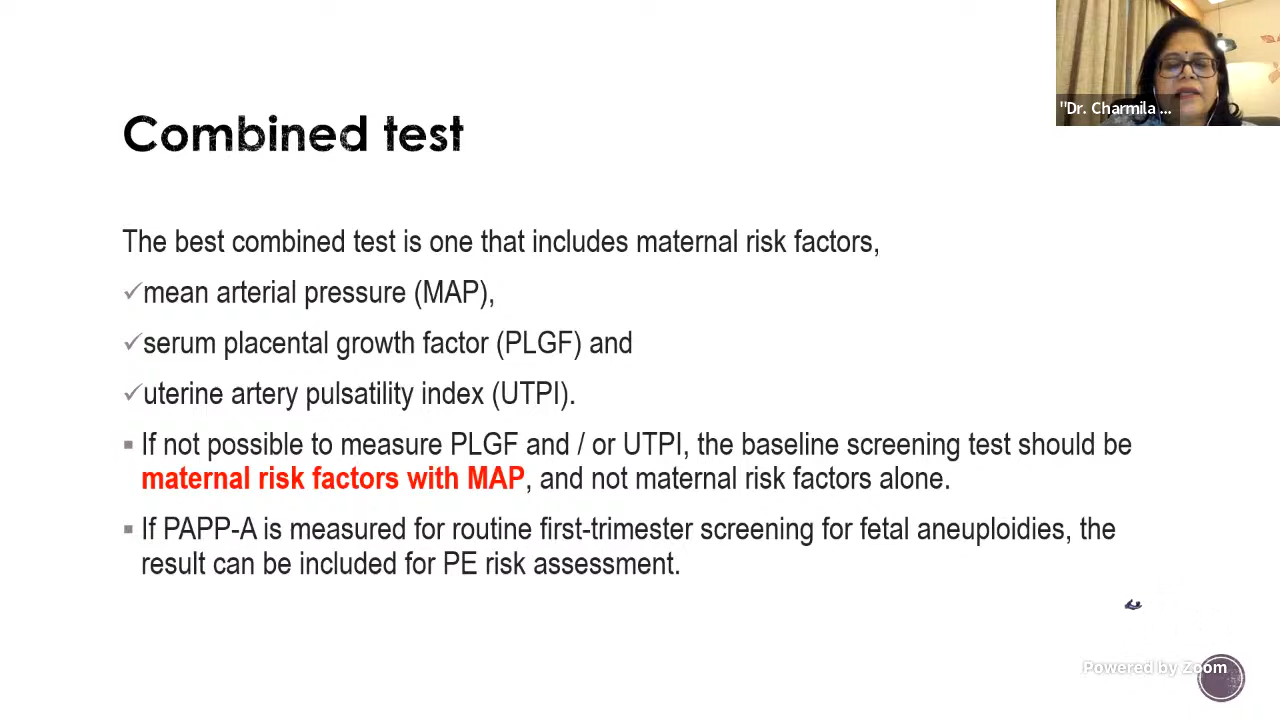 "Dr. Charmila ...
Combined test
The best combined test is one that includes maternal risk factors,
✓mean arterial pressure (MAP),
✓serum placental growth factor (PLGF) and
✓uterine artery pulsatility index (UTPI).
▪ If not possible to measure PLGF and / or UTPI, the baseline screening test should be
maternal risk factors with MAP, and not maternal risk factors alone.
▪ If PAPP-A is measured for routine first-trimester screening for fetal aneuploidies, the
result can be included for PE risk assessment.
Powered by Zoom